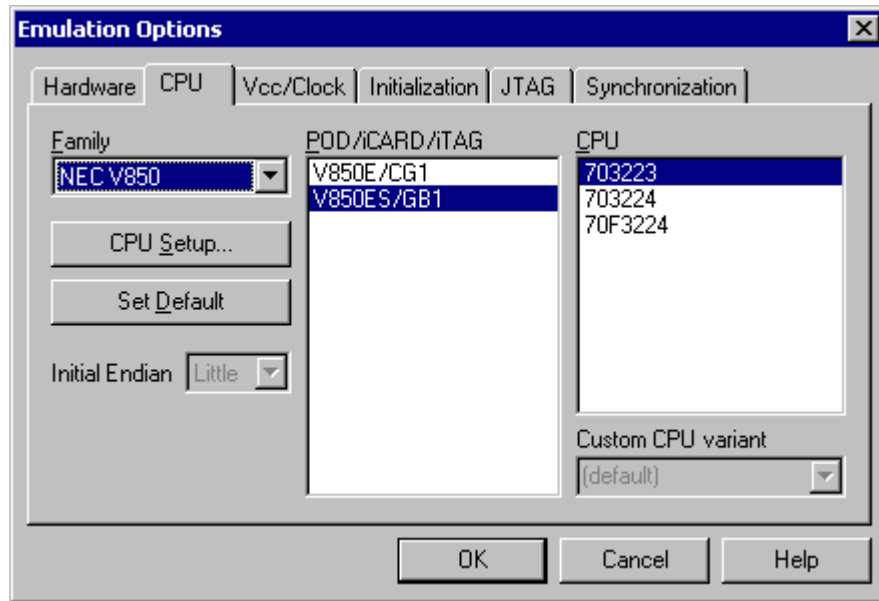 Emulation Options
Hardware CPU Vcc/Clock Initialization JTAG Synchronization
Family
NEC V850
CPU Setup...
Set Default
Initial Endian Little
POD/iCARD/iTAG
V850E/CG1
V850ES/GB1
CPU
703223
703224
70F3224
Custom CPU variant
(default)
OK Cancel Help